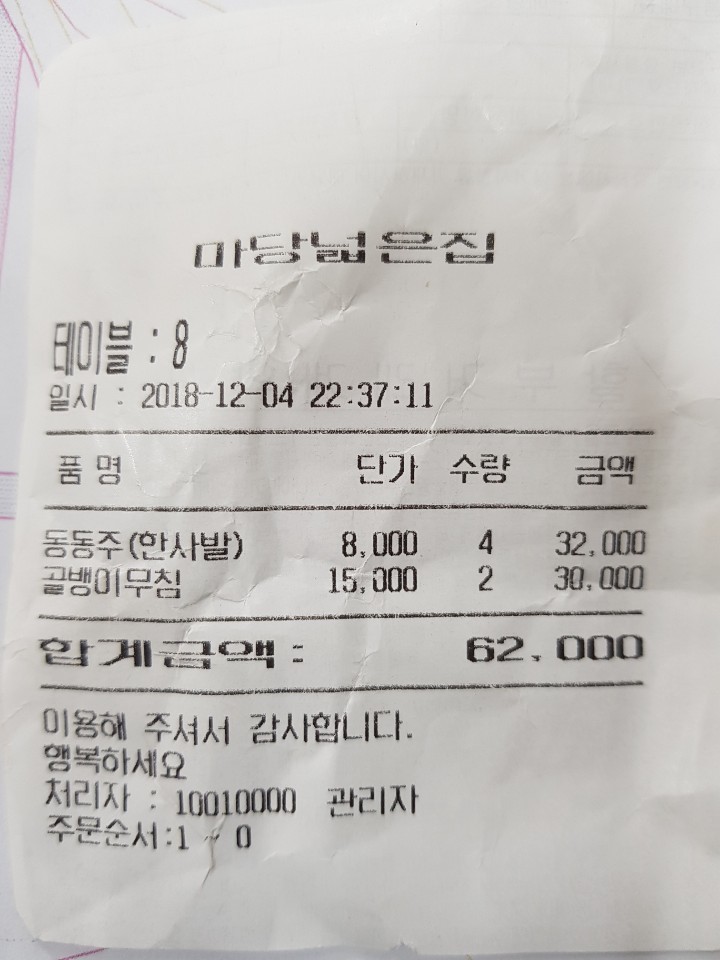 마당넓은집
테이블 : 8
일시 : 2018-12-04 22:37:11
품 명 단가 수량 금액
동동주(한사발) 8,000 4 32,000
골뱅이무침 15,000 2 30,000
합계금액 : 62,000
이용해 주셔서 감사합니다.
행복하세요
처리자 : 10010000 관리자
주문순서:1 ~ 0